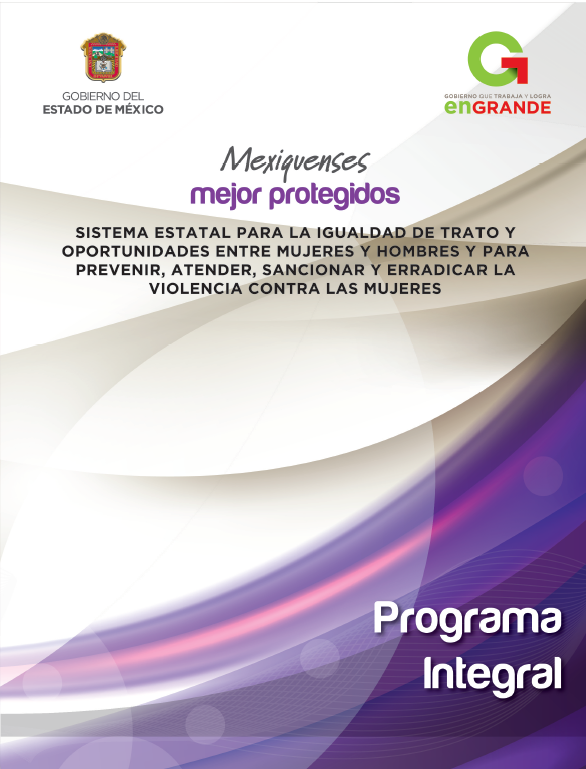 GOBIERNO DEL
ESTADO DE MÉXICO
GOBIERNO QUE TRABAJA Y LOGRA
enGRANDE
Mexiquenses
mejor protegidos
SISTEMA ESTATAL PARA LA IGUALDAD DE TRATO Y
OPORTUNIDADES ENTRE MUJERES Y HOMBRES Y PARA
PREVENIR, ATENDER, SANCIONAR Y ERRADICAR LA
VIOLENCIA CONTRA LAS MUJERES
Programa
Integral